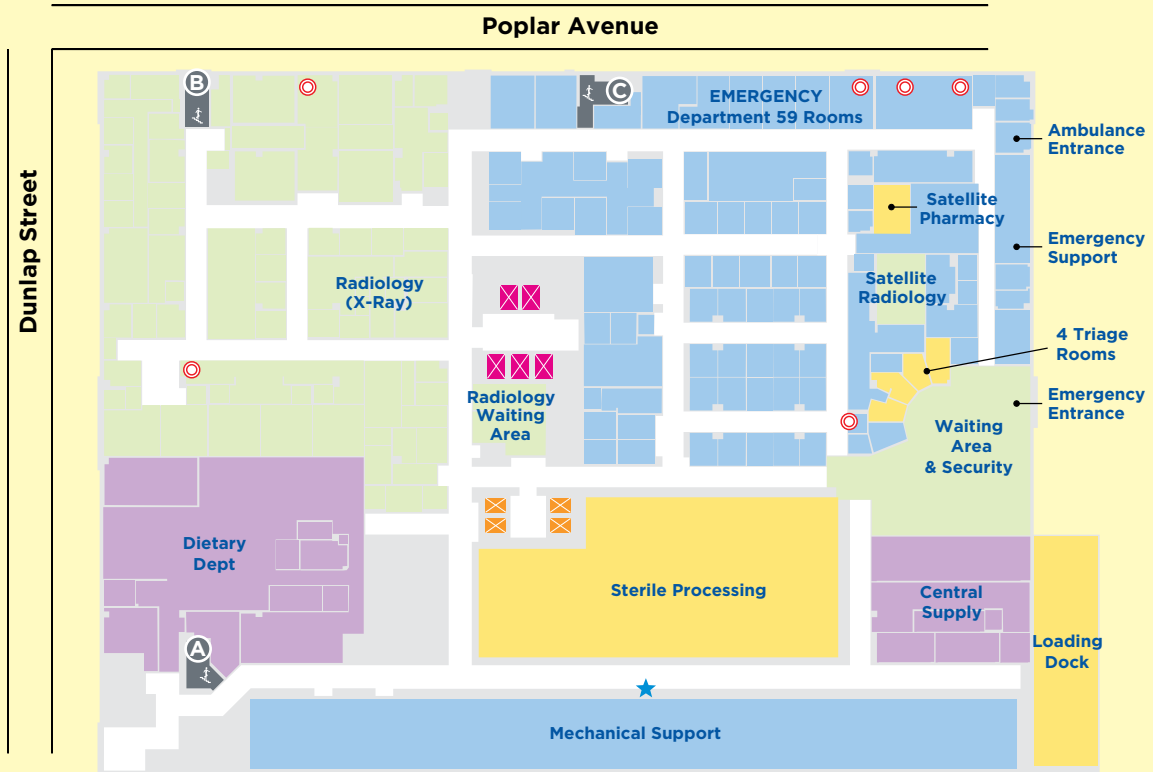 Poplar Avenue
Dunlap Street
B
C
EMERGENCY
Department 59 Rooms
Ambulance
Entrance
Satellite
Pharmacy
Emergency
Support
Radiology
(X-Ray)
Satellite
Radiology
4 Triage
Rooms
Radiology
Waiting
Area
Emergency
Entrance
Waiting
Area
& Security
Dietary
Dept
Sterile Processing
Central
Supply
A
Loading
Dock
Mechanical Support